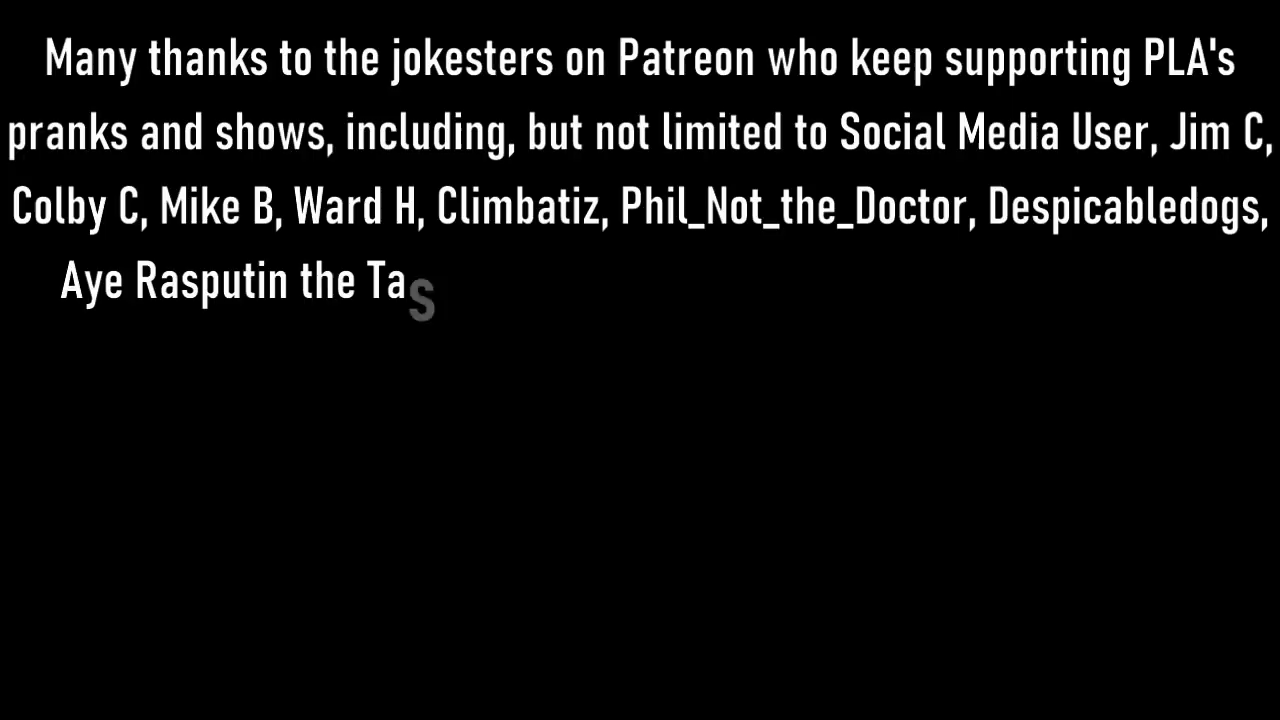 Many thanks to the jokesters on Patreon who keep supporting PLA's
pranks and shows, including, but not limited to Social Media User, Jim C,
Colby C, Mike B, Ward H, Climbatiz, Phil_Not_the_Doctor, Despicabledogs,
Aye Rasputin the Tas